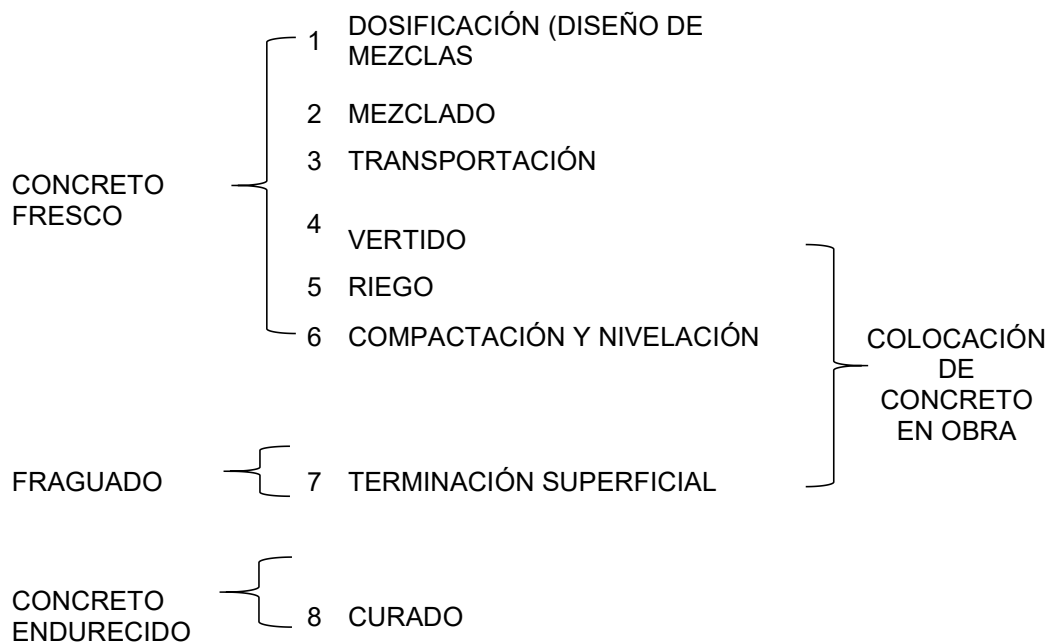 1 DOSIFICACIÓN (DISEÑO DE
MEZCLAS
2 MEZCLADO
3 TRANSPORTACIÓN
CONCRETO
FRESCO
4
VERTIDO
5 RIEGO
6 COMPACTACIÓN Y NIVELACIÓN
COLOCACIÓN
DE
CONCRETO
EN OBRA
FRAGUADO
7 TERMINACIÓN SUPERFICIAL
CONCRETO
ENDURECIDO
8 CURADO